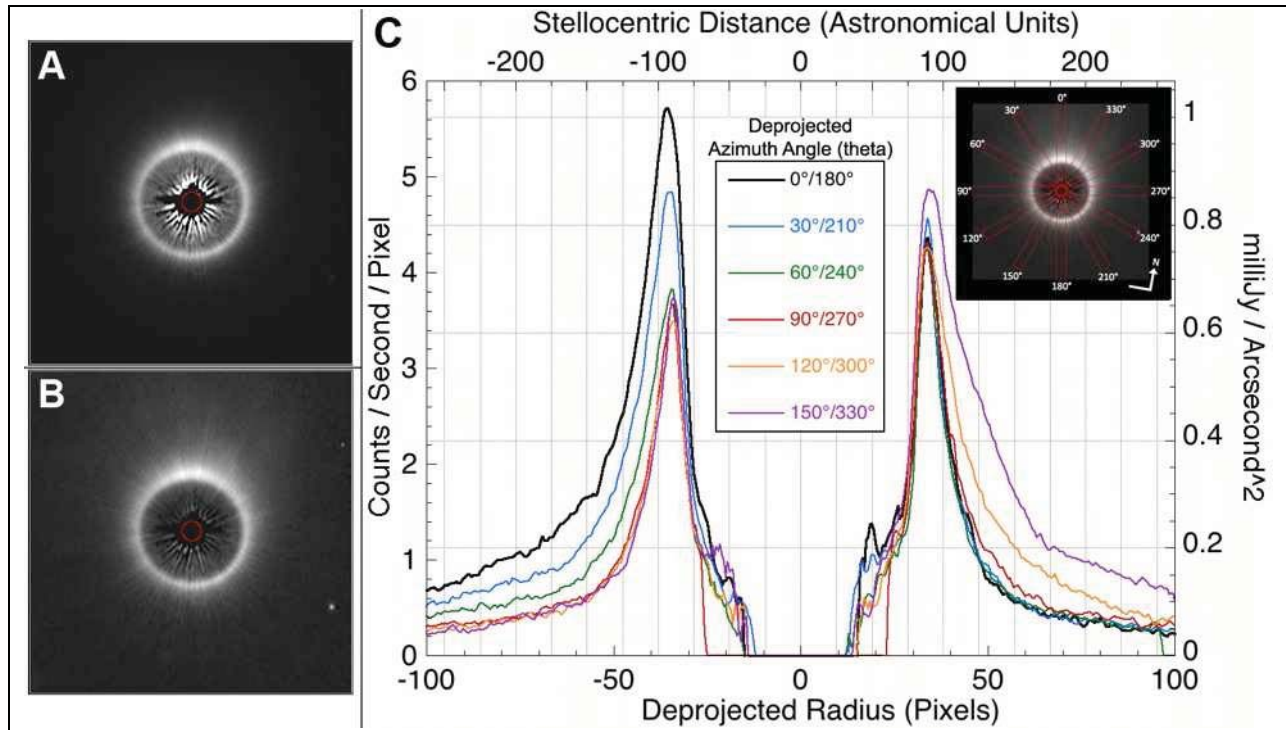 A
B
C
Stellocentric Distance (Astronomical Units)
-200 -100 0 100 200
Counts / Second / Pixel
6
5
4
3
2
1
0
Deprojected
Azimuth Angle (theta)
0°/180°
30°/210°
60°/240°
90°/270°
120°/300°
150°/330°
0°
30°
330°
60°
300°
90°
270°
120°
240°
150°
210°
180°
N
1
0.8
0.6
0.4
0.2
0
milliJy / Arcsecond^2
-100 -50 0 50 100
Deprojected Radius (Pixels)